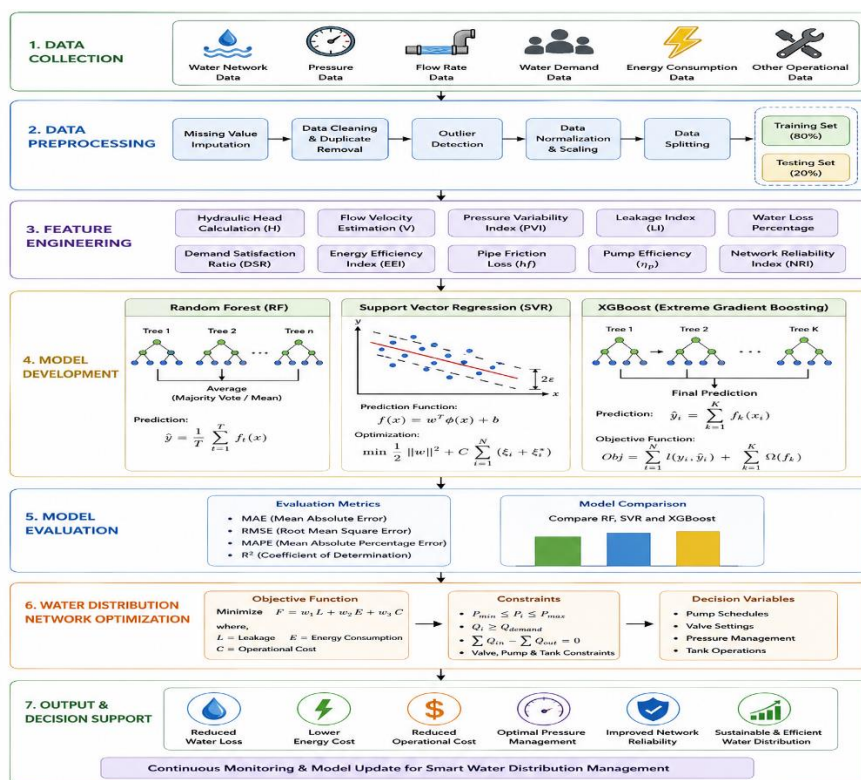 1. DATA
COLLECTION
Water Network
Data
Pressure
Data
Flow Rate
Data
Water Demand
Data
Energy Consumption
Data
Other Operational
Data
2. DATA
PREPROCESSING
Missing Value
Imputation
Data Cleaning
& Duplicate
Removal
Outlier
Detection
Data
Normalization
& Scaling
Data
Splitting
Training Set
(80%)
Testing Set
(20%)
3. FEATURE
ENGINEERING
Hydraulic Head
Calculation (H)
Flow Velocity
Estimation (V)
Pressure Variability
Index (PVI)
Leakage Index
(LI)
Water Loss
Percentage
Demand Satisfaction
Ratio (DSR)
Energy Efficiency
Index (EEI)
Pipe Friction
Loss (hf)
Pump Efficiency
(η_p)
Network Reliability
Index (NRI)
4. MODEL
DEVELOPMENT
Random Forest (RF)
Tree 1 Tree 2 Tree n
...
Average
(Majority Vote / Mean)
Prediction:
ŷ = 1/T ∑_{t=1}^{T} f_t(x)
Support Vector Regression (SVR)
y
2ε
x
Prediction Function:
f(x) = w^T ϕ(x) + b
Optimization:
min 1/2 ||w||² + C ∑_{i=1}^{N} (ξ_i + ξ_i^*)
XGBoost (Extreme Gradient Boosting)
Tree 1 Tree 2 Tree K
...
Final Prediction
Prediction: ŷ_i = ∑_{k=1}^{K} f_k(x_i)
Objective Function:
Obj = ∑_{i=1}^{N} l(y_i, ŷ_i) + ∑_{k=1}^{K} Ω(f_k)
5. MODEL
EVALUATION
Evaluation Metrics
• MAE (Mean Absolute Error)
• RMSE (Root Mean Square Error)
• MAPE (Mean Absolute Percentage Error)
• R² (Coefficient of Determination)
Model Comparison
Compare RF, SVR and XGBoost
6. WATER DISTRIBUTION
NETWORK OPTIMIZATION
Objective Function
Minimize F = w₁L + w₂E + w₃C
where,
L = Leakage E = Energy Consumption
C = Operational Cost
Constraints
• P_min ≤ P_i ≤ P_max
• Q_i ≥ Q_demand
• ∑ Q_in − ∑ Q_out = 0
• Valve, Pump & Tank Constraints
Decision Variables
• Pump Schedules
• Valve Settings
• Pressure Management
• Tank Operations
7. OUTPUT &
DECISION SUPPORT
Reduced
Water Loss
Lower
Energy Cost
$
Reduced
Operational Cost
Optimal Pressure
Management
Improved Network
Reliability
Sustainable & Efficient
Water Distribution
Continuous Monitoring & Model Update for Smart Water Distribution Management